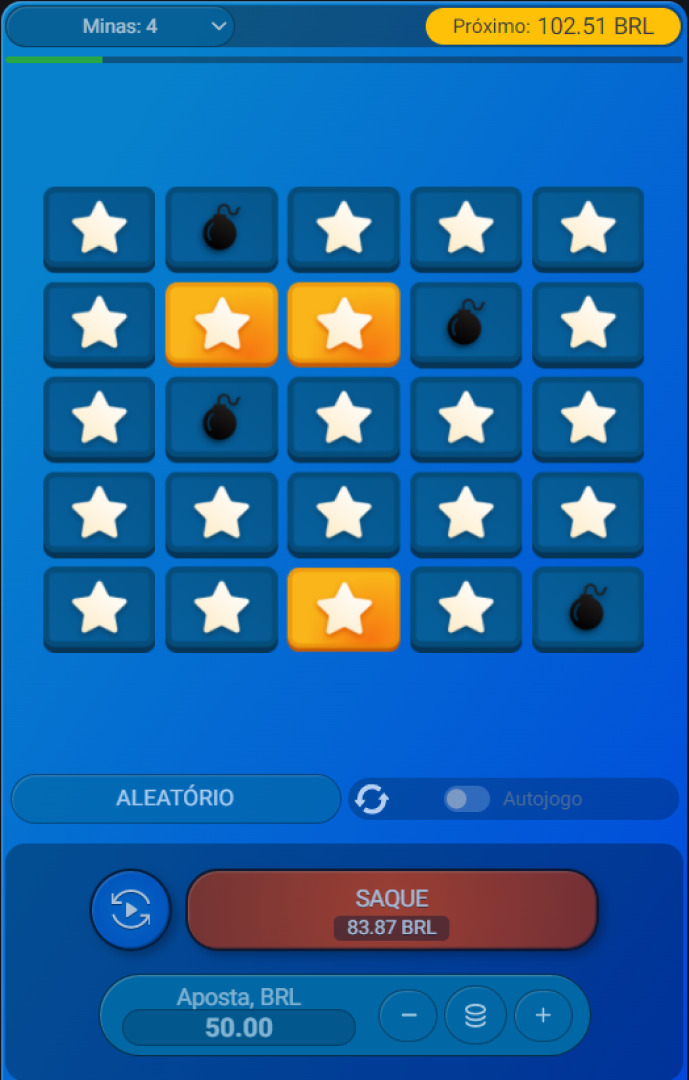 Minas: 4
Próximo: 102.51 BRL
ALEATÓRIO
Autojogo
SAQUE
83.87 BRL
Aposta, BRL
50.00